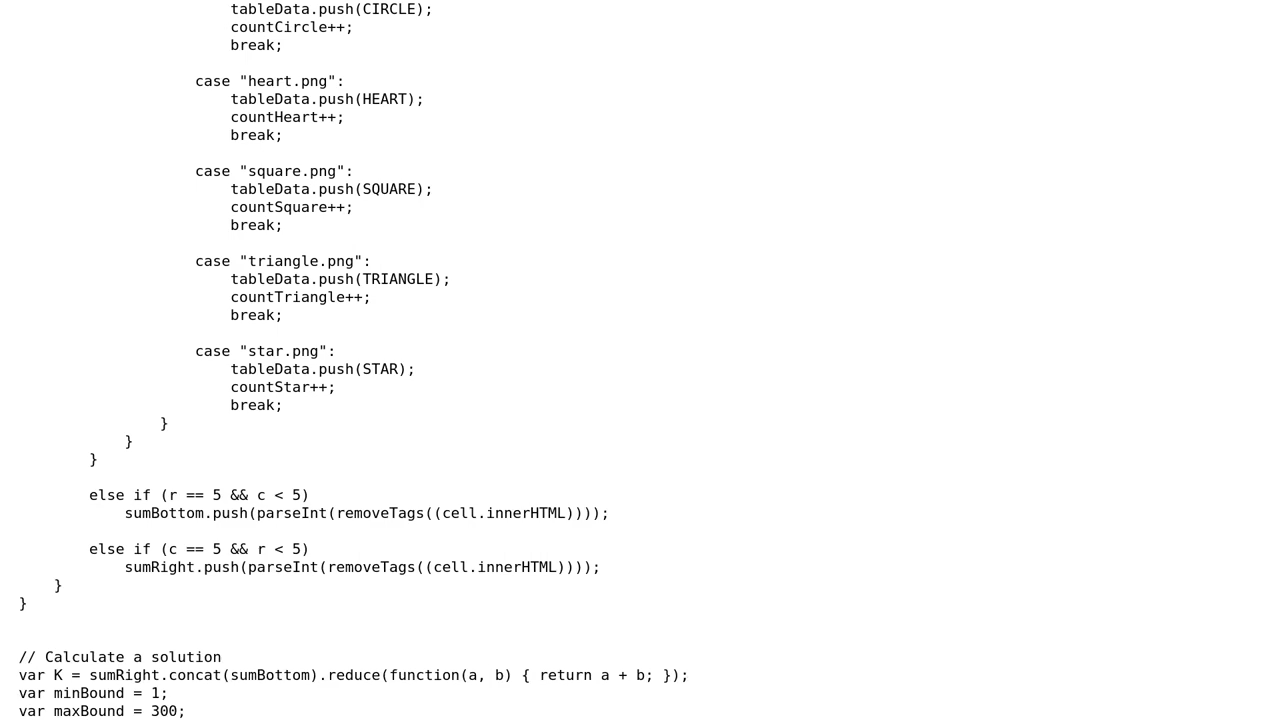 tableData.push(CIRCLE);
countCircle++;
break;
case "heart.png":
tableData.push(HEART);
countHeart++;
break;
case "square.png":
tableData.push(SQUARE);
countSquare++;
break;
case "triangle.png":
tableData.push(TRIANGLE);
countTriangle++;
break;
case "star.png":
tableData.push(STAR);
countStar++;
break;
}
}
}
else if (r == 5 && c < 5)
sumBottom.push(parseInt(removeTags((cell.innerHTML))));
else if (c == 5 && r < 5)
sumRight.push(parseInt(removeTags((cell.innerHTML))));
}
}
// Calculate a solution
var K = sumRight.concat(sumBottom).reduce(function(a, b) { return a + b; });
var minBound = 1;
var maxBound = 300;